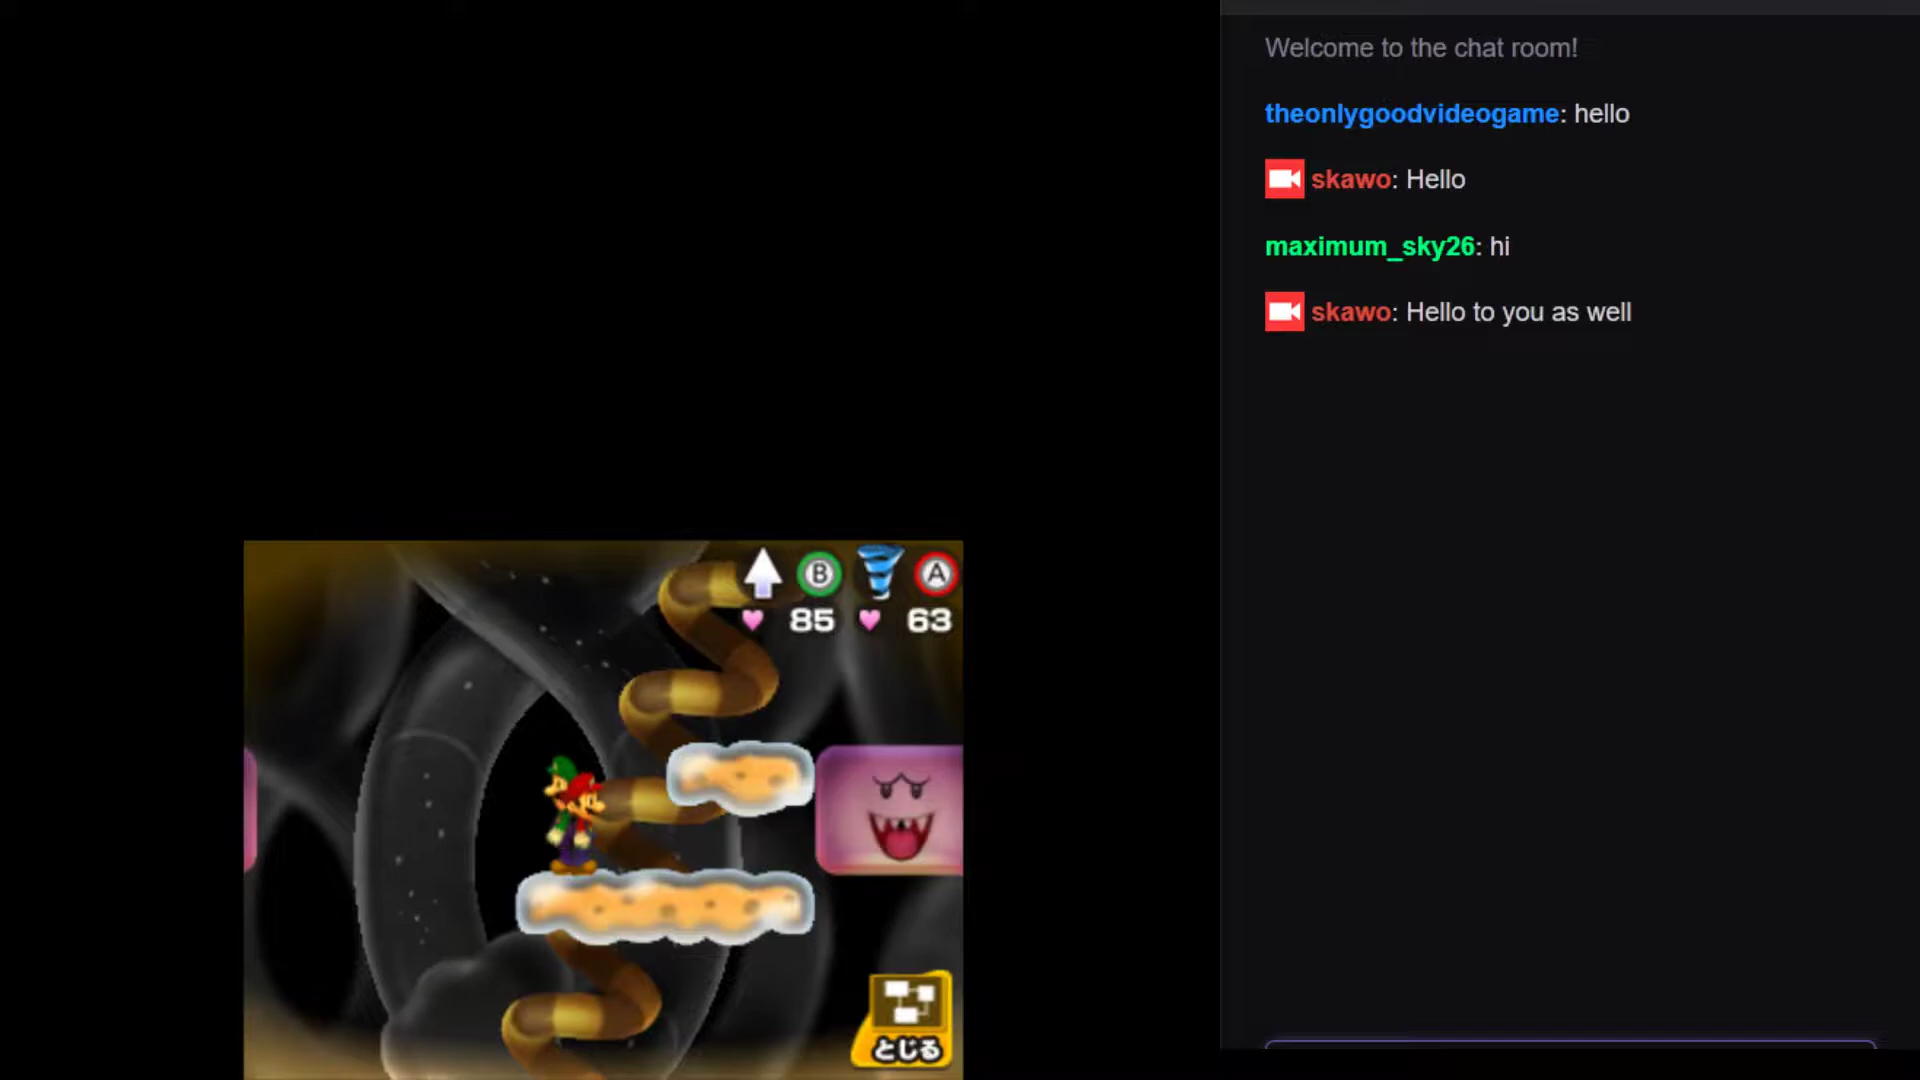 Welcome to the chat room!
theonlygoodvideogame: hello
skawo: Hello
maximum_sky26: hi
skawo: Hello to you as well
B A
85 63
とじる